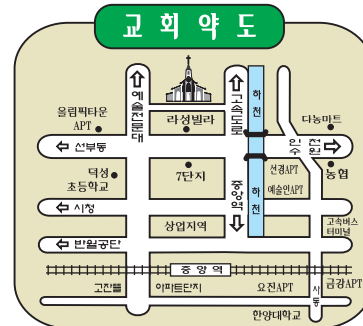 교회약도
올림픽타운
APT
예술전문대
라성빌라
고속도로
하천
다농마트
선부동
안수
전원
덕성
초등학교
7단지
선경APT
예술인APT
농협
시청
중앙역
하천
상업지역
고속버스
터미널
반월공단
중앙역
고잔뜰
아파트단지
요진APT
사동
금강APT
한양대학교